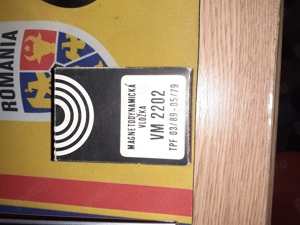 ROMANIA
MAGNETODYNAMICKÁ
VLOŽKA
VM 2202
TPF 03/89-05/79